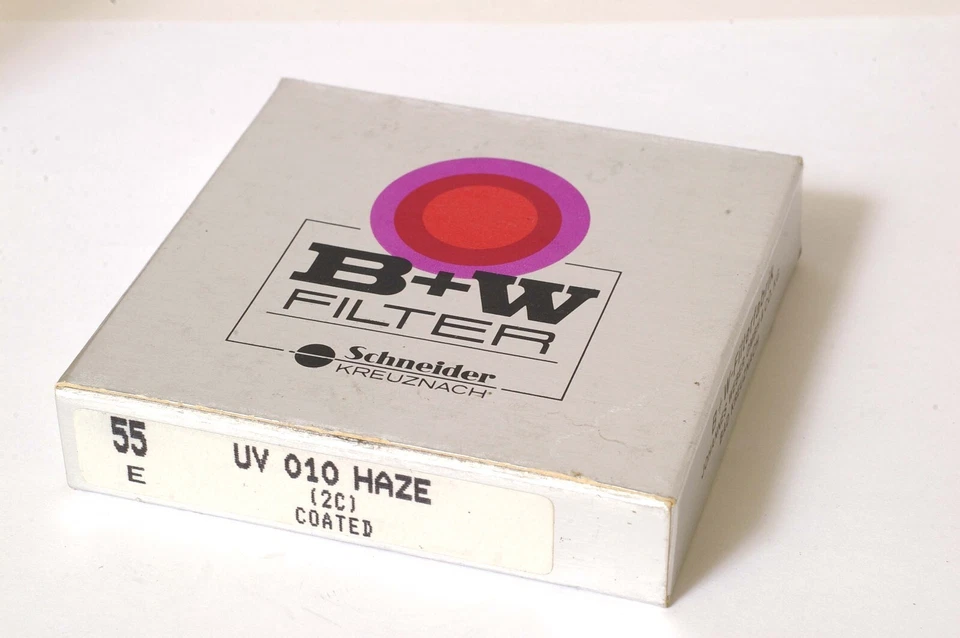 B+W
FILTER
Schneider
KREUZNACH
55
E
UV 010 HAZE
(2C)
COATED